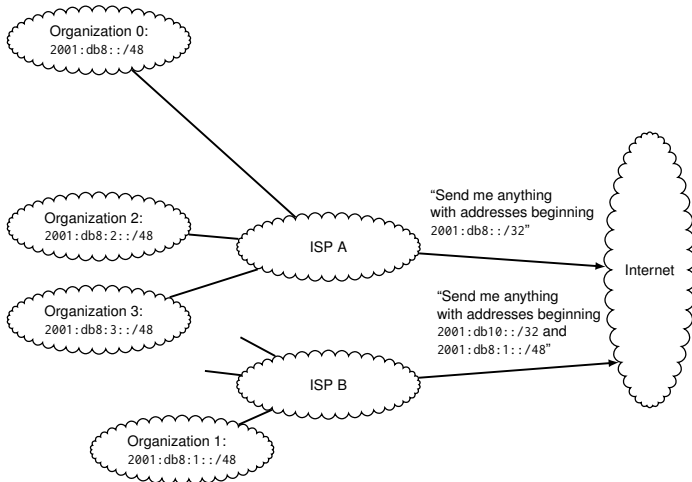 Organization 0:
2001:db8::/48
“Send me anything
with addresses beginning
2001:db8::/32”
Organization 2:
2001:db8:2::/48
ISP A
Internet
Organization 3:
2001:db8:3::/48
“Send me anything
with addresses beginning
2001:db10::/32 and
2001:db8:1::/48”
ISP B
Organization 1:
2001:db8:1::/48